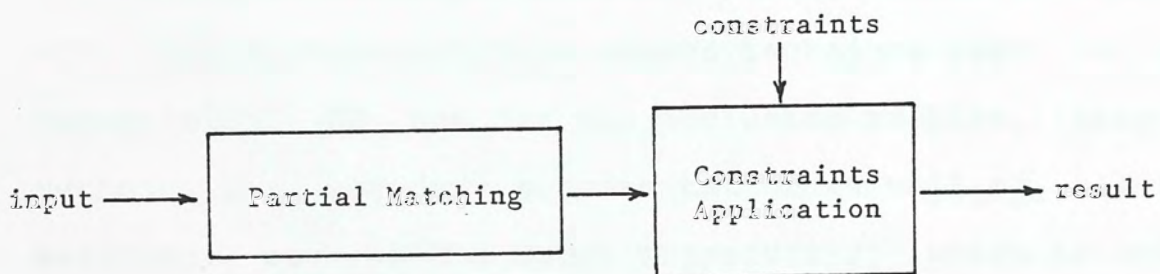 constraints
input
Partial Matching
Constraints
Application
result